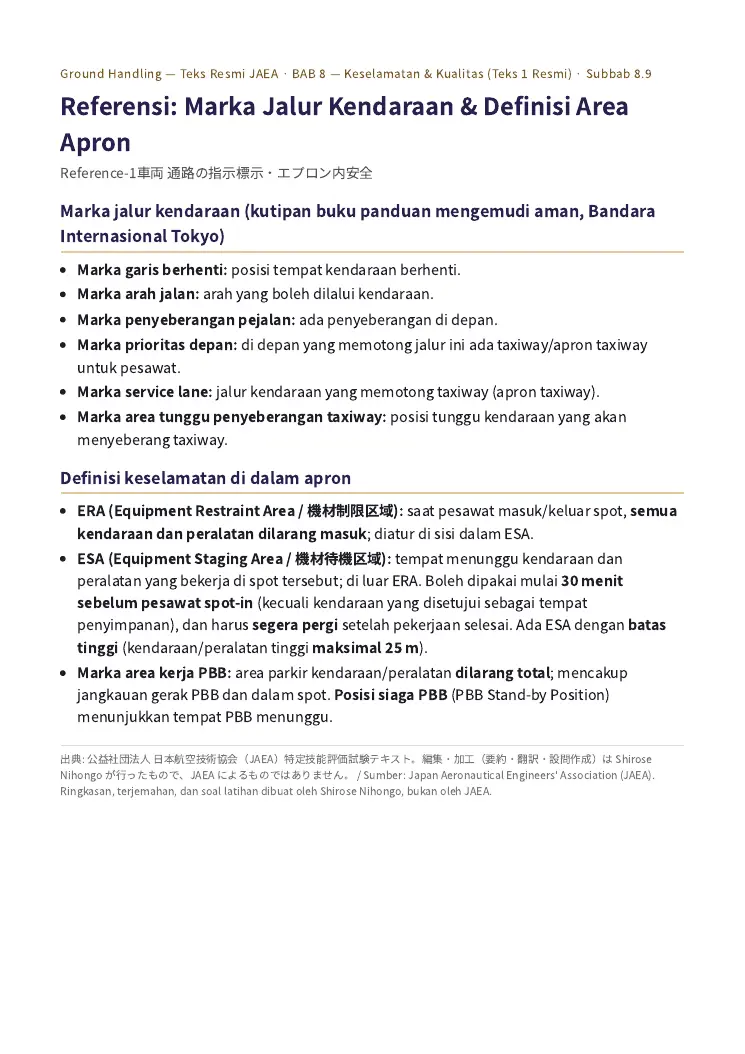 Ground Handling — Teks Resmi JAEA · BAB 8 — Keselamatan & Kualitas (Teks 1 Resmi) · Subbab 8.9
Referensi: Marka Jalur Kendaraan & Definisi Area
Apron
Reference-1車両 通路の指示標示・エプロン内安全
Marka jalur kendaraan (kutipan buku panduan mengemudi aman, Bandara
Internasional Tokyo)
• Marka garis berhenti: posisi tempat kendaraan berhenti.
• Marka arah jalan: arah yang boleh dilalui kendaraan.
• Marka penyeberangan pejalan: ada penyeberangan di depan.
• Marka prioritas depan: di depan yang memotong jalur ini ada taxiway/apron taxiway
untuk pesawat.
• Marka service lane: jalur kendaraan yang memotong taxiway (apron taxiway).
• Marka area tunggu penyeberangan taxiway: posisi tunggu kendaraan yang akan
menyeberang taxiway.
Definisi keselamatan di dalam apron
• ERA (Equipment Restraint Area / 機材制限区域): saat pesawat masuk/keluar spot, semua
kendaraan dan peralatan dilarang masuk; diatur di sisi dalam ESA.
• ESA (Equipment Staging Area / 機材待機区域): tempat menunggu kendaraan dan
peralatan yang bekerja di spot tersebut; di luar ERA. Boleh dipakai mulai 30 menit
sebelum pesawat spot-in (kecuali kendaraan yang disetujui sebagai tempat
penyimpanan), dan harus segera pergi setelah pekerjaan selesai. Ada ESA dengan batas
tinggi (kendaraan/peralatan tinggi maksimal 25 m).
• Marka area kerja PBB: area parkir kendaraan/peralatan dilarang total; mencakup
jangkauan gerak PBB dan dalam spot. Posisi siaga PBB (PBB Stand-by Position)
menunjukkan tempat PBB menunggu.
出典: 公益社団法人 日本航空技術協会（JAEA）特定技能評価試験テキスト。編集・加工（要約・翻訳・設問作成）は Shirose
Nihongo が行ったもので、JAEA によるものではありません。 / Sumber: Japan Aeronautical Engineers' Association (JAEA).
Ringkasan, terjemahan, dan soal latihan dibuat oleh Shirose Nihongo, bukan oleh JAEA.